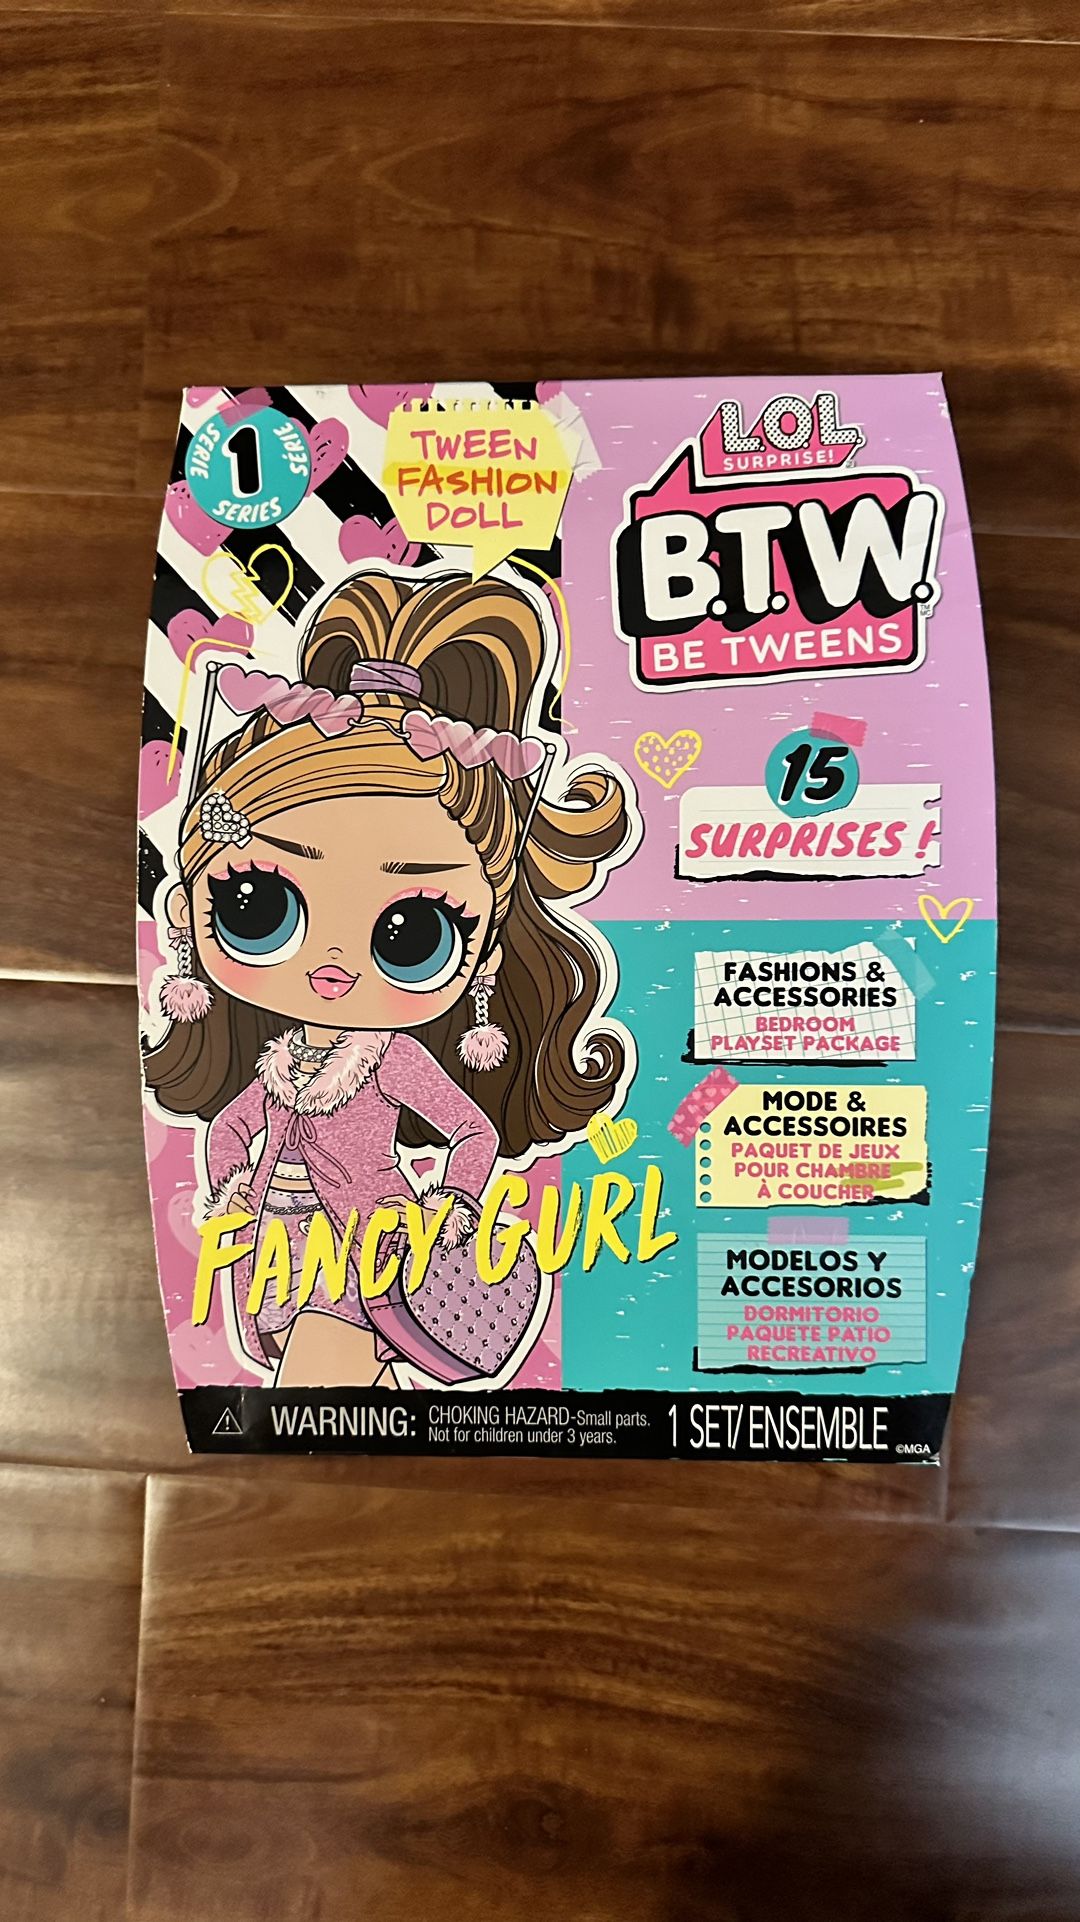 SERIE
1
SÉRIE
SERIES
TWEEN
FASHION
DOLL
L.O.L.
SURPRISE!
B.T.W.
BE TWEENS
TM
MC
15
SURPRISES!
FASHIONS &
ACCESSORIES
BEDROOM
PLAYSET PACKAGE
MODE &
ACCESSOIRES
PAQUET DE JEUX
POUR CHAMBRE
À COUCHER
MODELOS Y
ACCESORIOS
DORMITORIO
PAQUETE PATIO
RECREATIVO
FANCY GURL
WARNING: CHOKING HAZARD-Small parts.
Not for children under 3 years.
1 SET/ENSEMBLE
©MGA